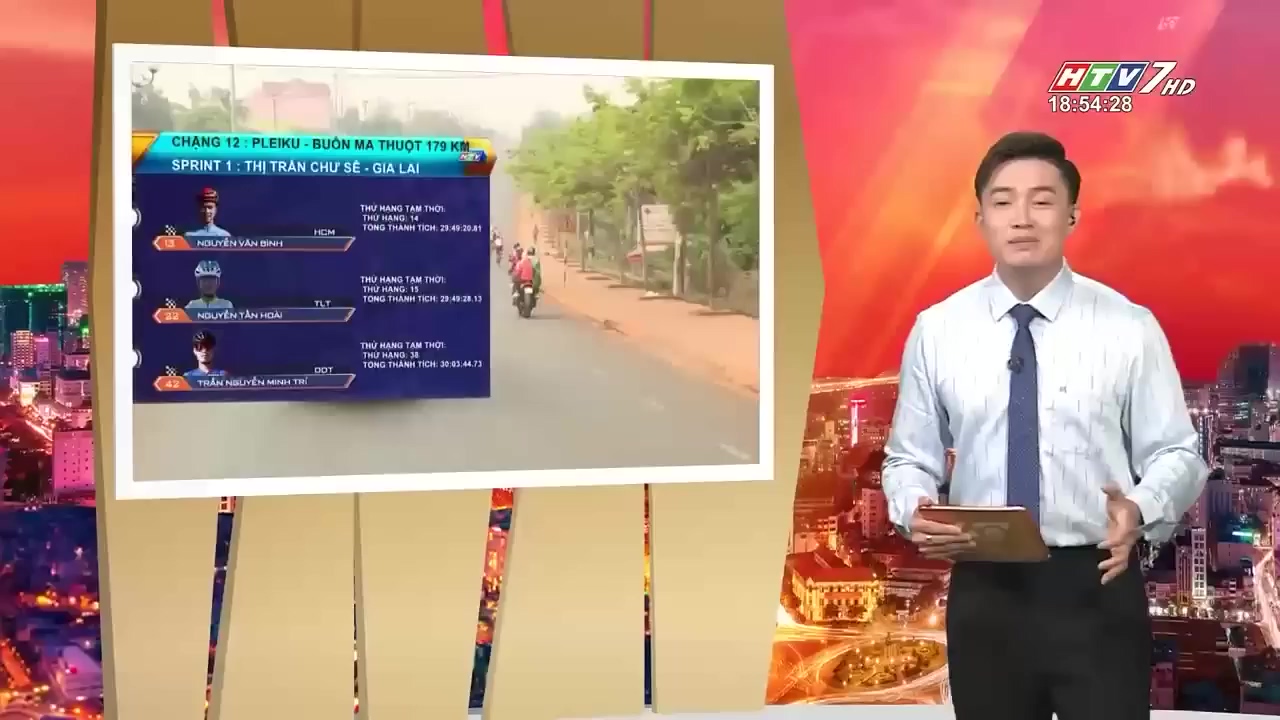 HTV7 HD
18:54:28
CHẶNG 12 : PLEIKU - BUÔN MA THUỘT 179 KM
HTV
SPRINT 1 : THỊ TRẤN CHƯ SÊ - GIA LAI
THỨ HẠNG TẠM THỜI:
THỨ HẠNG: 14
TỔNG THÀNH TÍCH: 29:49:20.81
HCM
13 NGUYỄN VĂN BÌNH
THỨ HẠNG TẠM THỜI:
THỨ HẠNG: 15
TỔNG THÀNH TÍCH: 29:49:28.13
TLT
22 NGUYỄN TẤN HOÀI
THỨ HẠNG TẠM THỜI:
THỨ HẠNG: 38
TỔNG THÀNH TÍCH: 30:03:44.73
DDT
42 TRẦN NGUYỄN MINH TRÍ